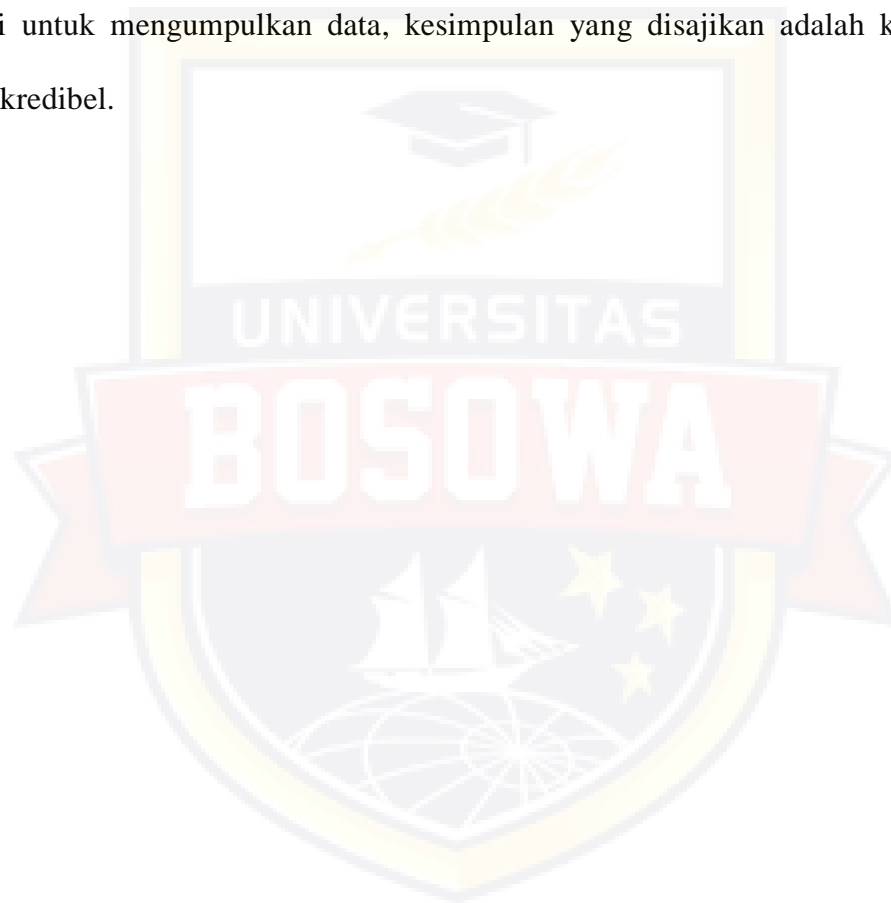 i untuk mengumpulkan data, kesimpulan yang disajikan adalah k
kredibel.
UNIVERSITAS
BOSOWA